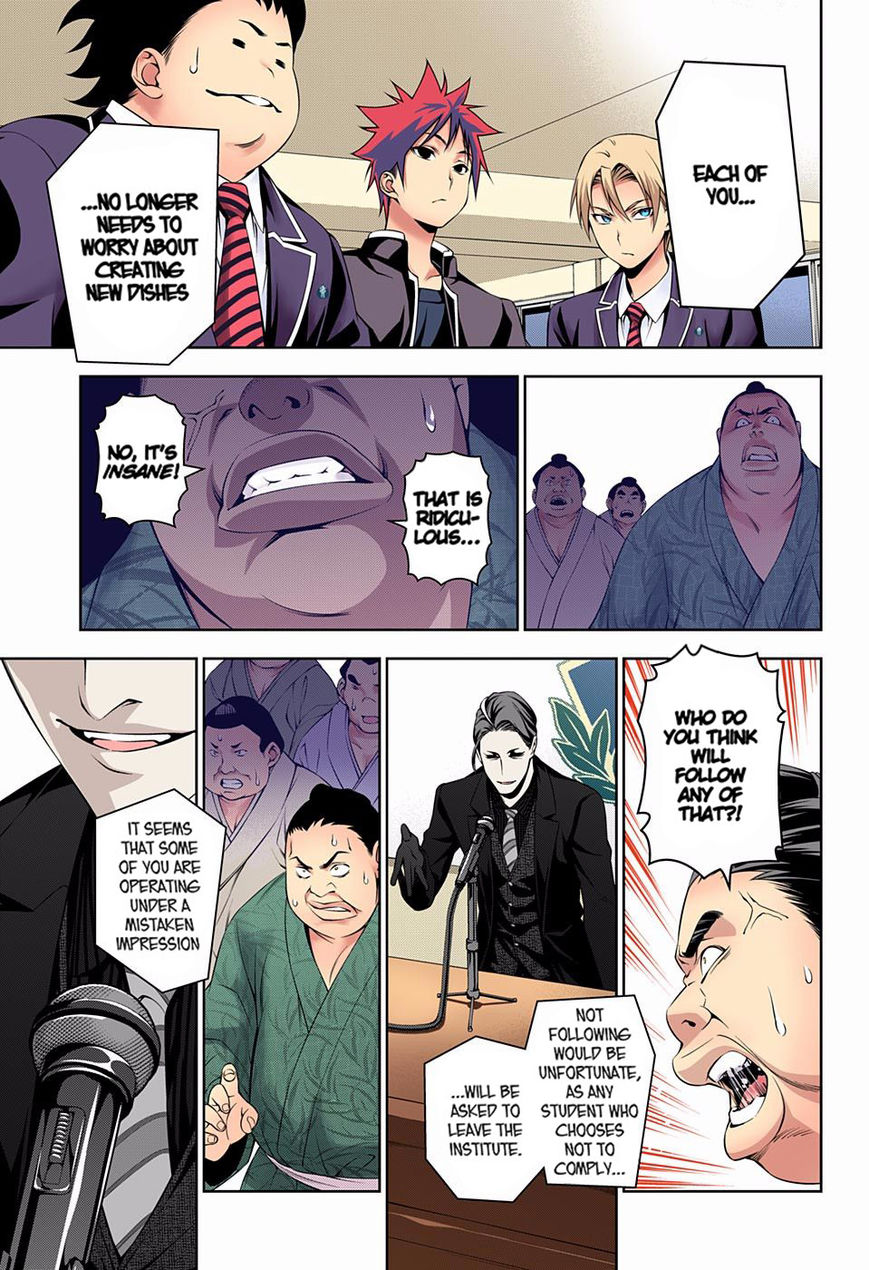 EACH OF
YOU...
...NO LONGER
NEEDS TO
WORRY ABOUT
CREATING
NEW DISHES
THAT IS
RIDICU-
LOUS...
NO, IT'S
INSANE!
WHO DO
YOU THINK
WILL
FOLLOW
ANY OF
THAT?!
NOT
FOLLOWING
WOULD BE
UNFORTUNATE,
AS ANY
STUDENT WHO
CHOOSES
NOT TO
COMPLY...
...WILL BE
ASKED TO
LEAVE THE
INSTITUTE.
IT SEEMS
THAT SOME
OF YOU ARE
OPERATING
UNDER A
MISTAKEN
IMPRESSION